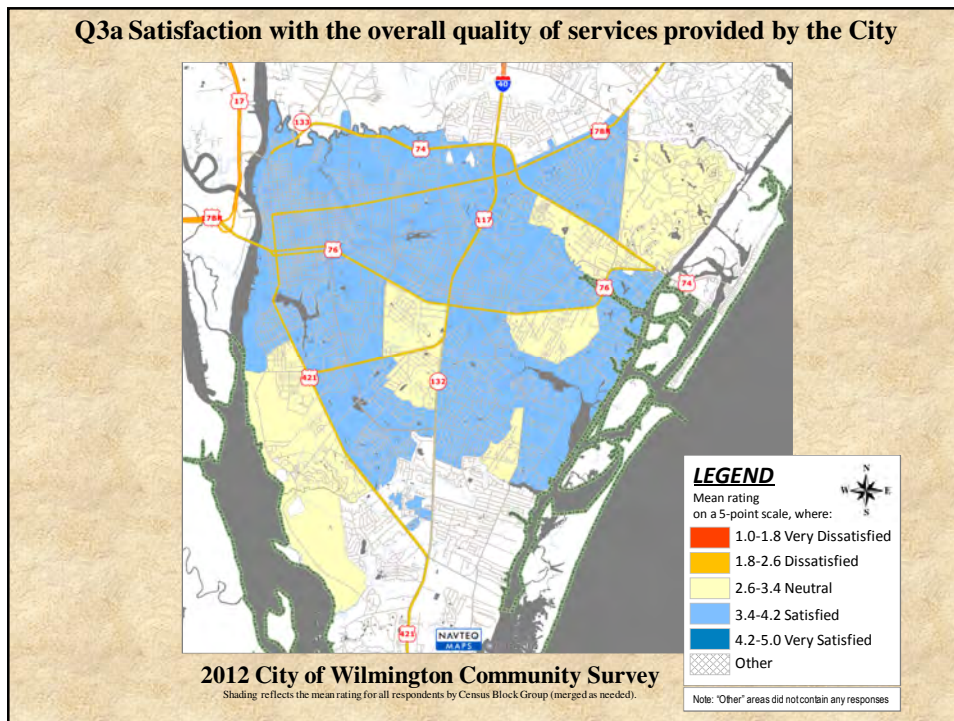 Q3a Satisfaction with the overall quality of services provided by the City
40
17
133
178R
74
178R
117
76
76
74
421
132
LEGEND
Mean rating
on a 5-point scale, where:
N
W E
S
1.0-1.8 Very Dissatisfied
1.8-2.6 Dissatisfied
2.6-3.4 Neutral
3.4-4.2 Satisfied
4.2-5.0 Very Satisfied
Other
421
NAVTEQ
MAPS
2012 City of Wilmington Community Survey
Shading reflects the mean rating for all respondents by Census Block Group (merged as needed).
Note: "Other" areas did not contain any responses